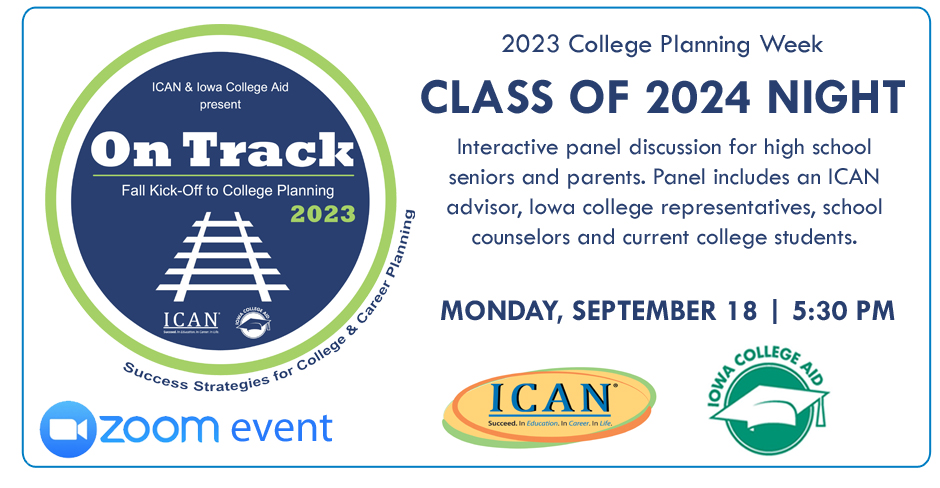 ICAN & Iowa College Aid
present
On Track
Fall Kick-Off to College Planning
2023
ICAN
Succeed. In Education. In Career. In Life.
IOWA COLLEGE AID
Success Strategies for College & Career Planning
zoom event
2023 College Planning Week
CLASS OF 2024 NIGHT
Interactive panel discussion for high school
seniors and parents. Panel includes an ICAN
advisor, Iowa college representatives, school
counselors and current college students.
MONDAY, SEPTEMBER 18 | 5:30 PM
ICAN®
Succeed. In Education. In Career. In Life.
IOWA COLLEGE AID